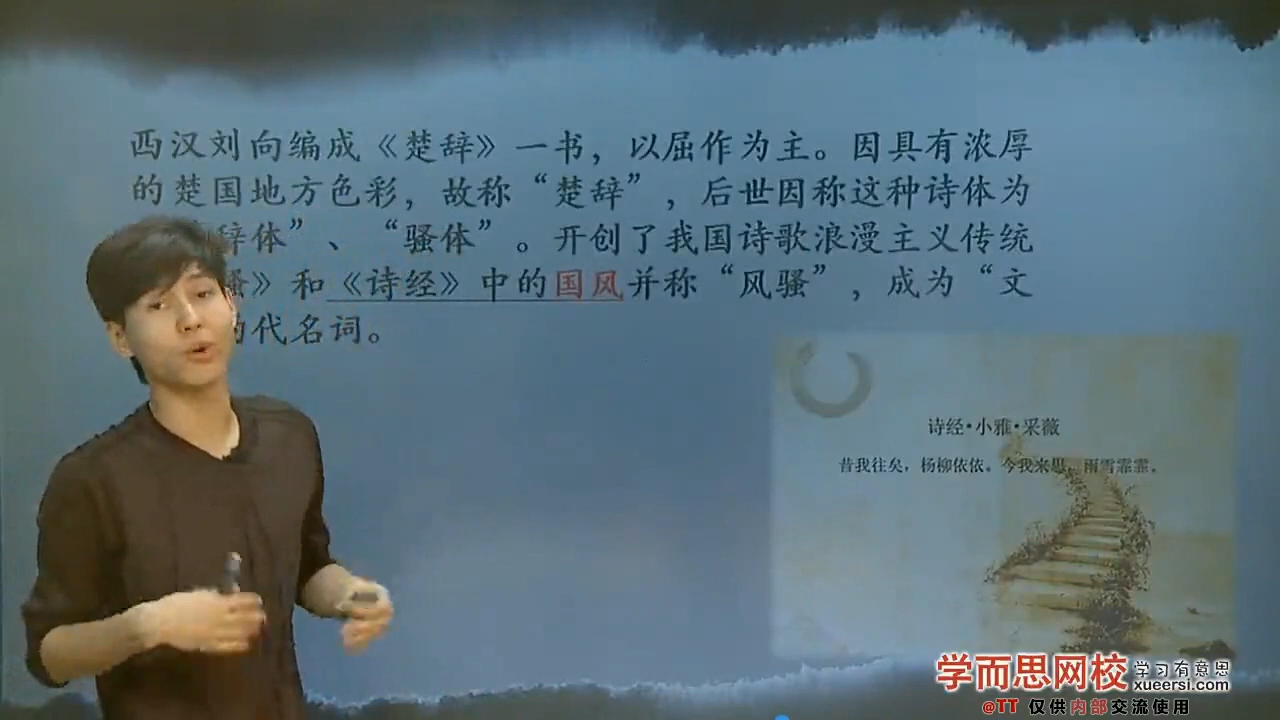 西汉刘向编成《楚辞》一书，以屈作为主。因具有浓厚
的楚国地方色彩，故称“楚辞”，后世因称这种诗体为
辞体”、“骚体”。开创了我国诗歌浪漫主义传统
骚》和《诗经》中的国风并称“风骚”，成为“文
的代名词。
诗经·小雅·采薇
昔我往矣，杨柳依依。今我来思，雨雪霏霏。
学而思网校 学习有意思
xueersi.com
@TT 仅供内部交流使用